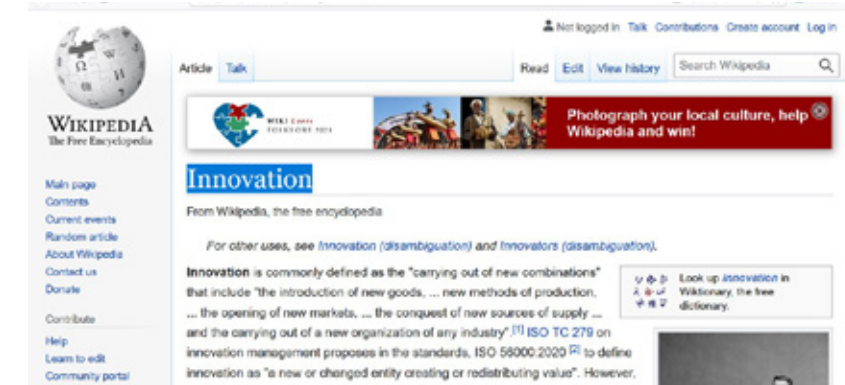 Not logged in Talk Contributions Create account Log in
Article Talk Read Edit View history Search Wikipedia
WIKIPEDIA
The Free Encyclopedia
WIKI Loves
FOLKLORE 2021
Photograph your local culture, help
Wikipedia and win!
Main page
Contents
Current events
Random article
About Wikipedia
Contact us
Donate
Contribute
Help
Learn to edit
Community portal
Innovation
From Wikipedia, the free encyclopedia
For other uses, see Innovation (disambiguation) and Innovators (disambiguation).
Innovation is commonly defined as the "carrying out of new combinations"
that include "the introduction of new goods, ... new methods of production,
... the opening of new markets, ... the conquest of new sources of supply ...
and the carrying out of a new organization of any industry".[1] ISO TC 279 on
innovation management proposes in the standards, ISO 56000:2020 [2] to define
innovation as "a new or changed entity creating or redistributing value". However,
Look up innovation in
Wiktionary, the free
dictionary.